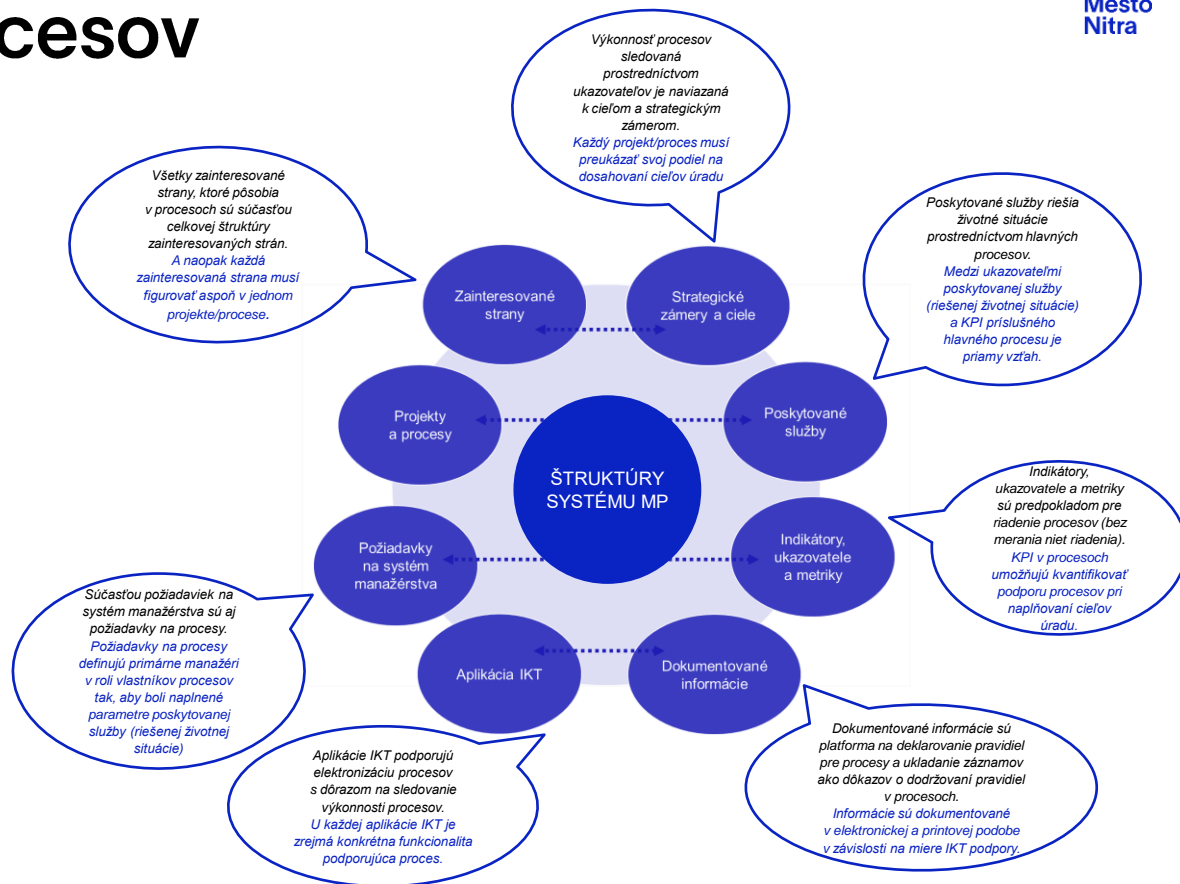 cesov
Mesto
Nitra
Výkonnosť procesov
sledovaná
prostredníctvom
ukazovateľov je naviazaná
k cieľom a strategickým
zámerom.
Každý projekt/proces musí
preukázať svoj podiel na
dosahovaní cieľov úradu
Všetky zainteresované
strany, ktoré pôsobia
v procesoch sú súčasťou
celkovej štruktúry
zainteresovaných strán.
A naopak každá
zainteresovaná strana musí
figurovať aspoň v jednom
projekte/procese.
Poskytované služby riešia
životné situácie
prostredníctvom hlavných
procesov.
Medzi ukazovateľmi
poskytovanej služby
(riešenej životnej situácie)
a KPI príslušného
hlavného procesu je
priamy vzťah.
Zainteresované
strany
Strategické
zámery a ciele
Projekty
a procesy
Poskytované
služby
ŠTRUKTÚRY
SYSTÉMU MP
Požiadavky
na systém
manažérstva
Indikátory,
ukazovatele
a metriky
Aplikácia IKT
Dokumentované
informácie
Indikátory,
ukazovatele a metriky
sú predpokladom pre
riadenie procesov (bez
merania niet riadenia).
KPI v procesoch
umožňujú kvantifikovať
podporu procesov pri
naplňovaní cieľov
úradu.
Súčasťou požiadaviek na
systém manažérstva sú aj
požiadavky na procesy.
Požiadavky na procesy
definujú primárne manažéri
v roli vlastníkov procesov
tak, aby boli naplnené
parametre poskytovanej
služby (riešenej životnej
situácie)
Aplikácie IKT podporujú
elektronizáciu procesov
s dôrazom na sledovanie
výkonnosti procesov.
U každej aplikácie IKT je
zrejmá konkrétna funkcionalita
podporujúca proces.
Dokumentované informácie sú
platforma na deklarovanie pravidiel
pre procesy a ukladanie záznamov
ako dôkazov o dodržovaní pravidiel
v procesoch.
Informácie sú dokumentované
v elektronickej a printovej podobe
v závislosti na miere IKT podpory.